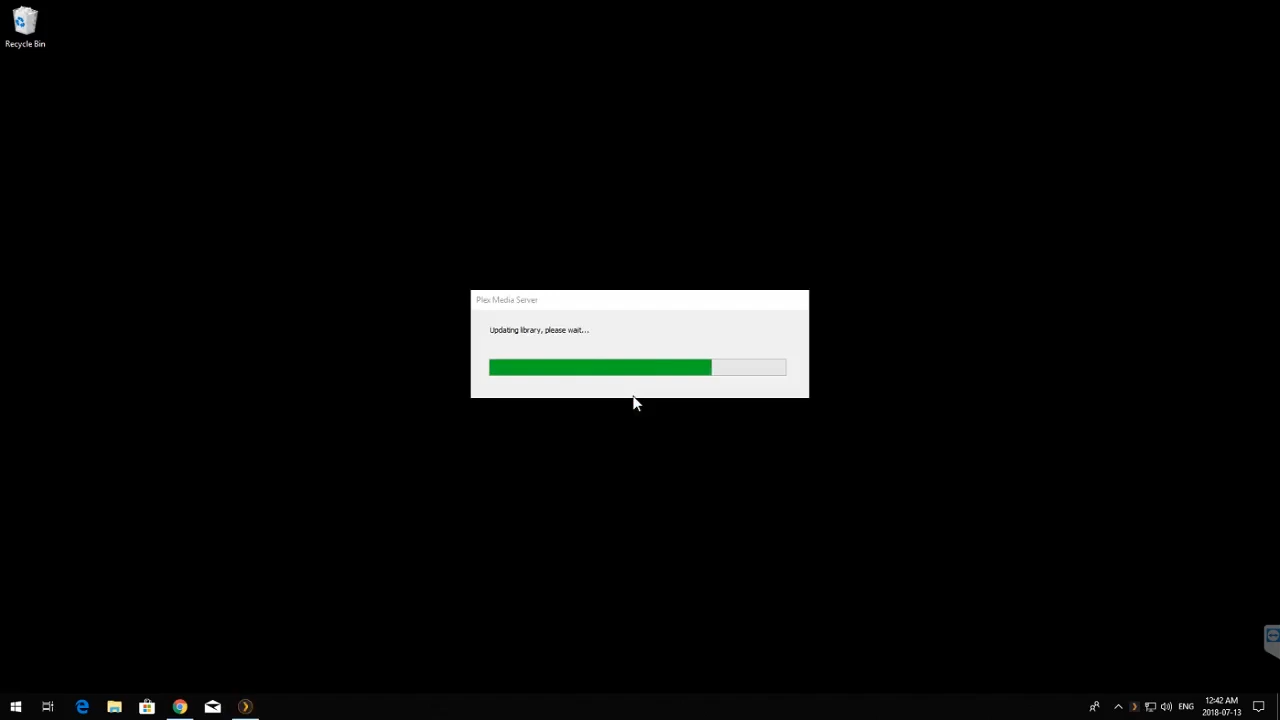 Recycle Bin
Plex Media Server
Updating library, please wait...
ENG
12:42 AM
2018-07-13